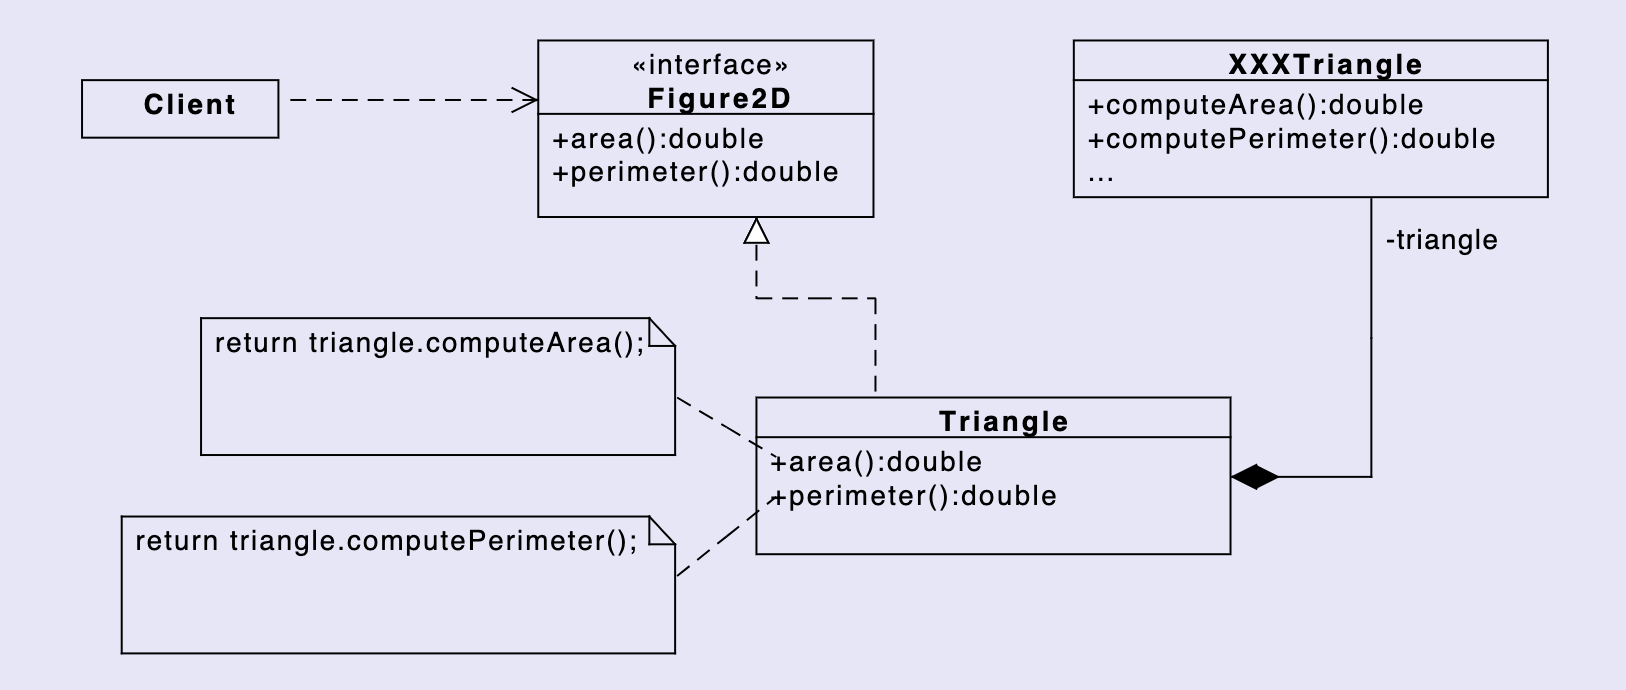 Client
«interface»
Figure2D
+area():double
+perimeter():double
XXXTriangle
+computeArea():double
+computePerimeter():double
...
-triangle
return triangle.computeArea();
Triangle
+area():double
+perimeter():double
return triangle.computePerimeter();